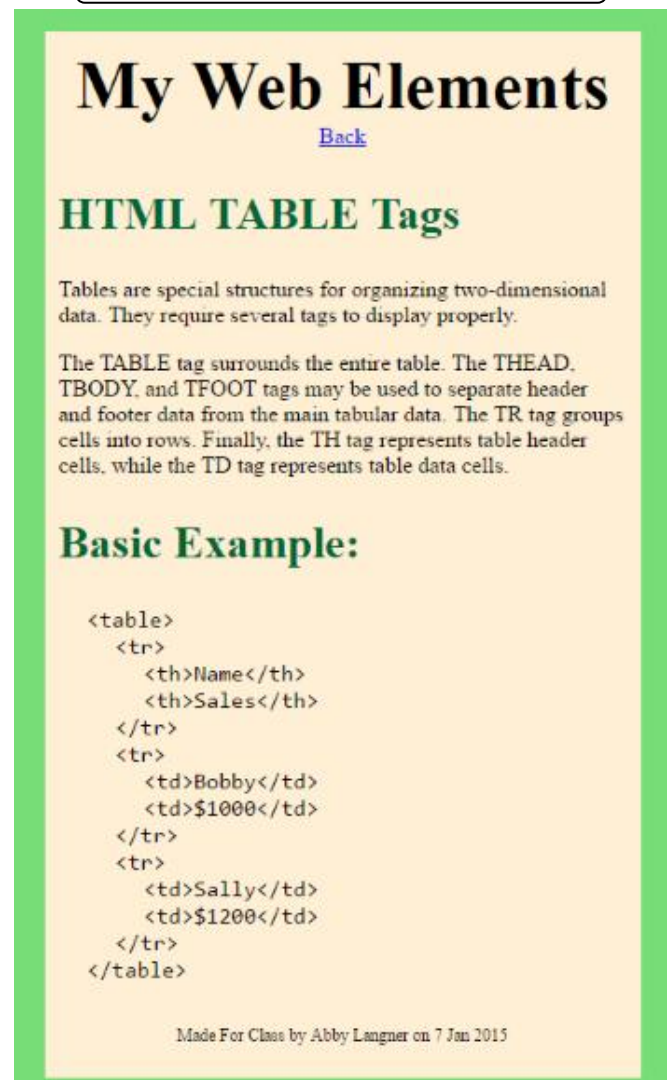 My Web Elements
Back
HTML TABLE Tags
Tables are special structures for organizing two-dimensional
data. They require several tags to display properly.
The TABLE tag surrounds the entire table. The THEAD,
TBODY, and TFOOT tags may be used to separate header
and footer data from the main tabular data. The TR tag groups
cells into rows. Finally, the TH tag represents table header
cells, while the TD tag represents table data cells.
Basic Example:
<table>
  <tr>
    <th>Name</th>
    <th>Sales</th>
  </tr>
  <tr>
    <td>Bobby</td>
    <td>$1000</td>
  </tr>
  <tr>
    <td>Sally</td>
    <td>$1200</td>
  </tr>
</table>
Made For Class by Abby Langner on 7 Jan 2015